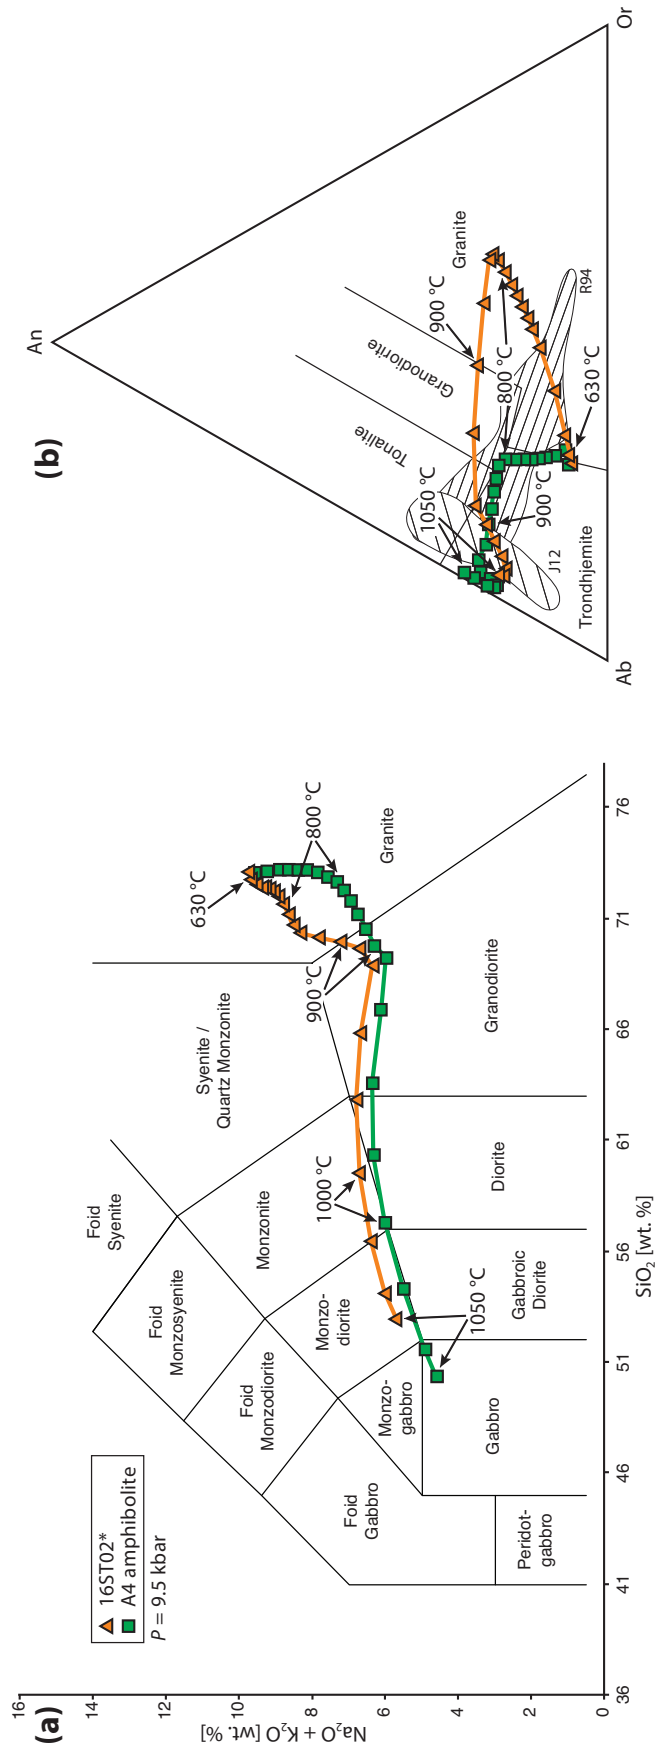 (a)
16ST02*
A4 amphibolite
P = 9.5 kbar
Na₂O + K₂O [wt. %]
16
14
12
10
8
6
4
2
0
36
41
46
51
56
61
66
71
76
SiO₂ [wt. %]
Foid
Syenite
Foid
Monzosyenite
Foid
Monzodiorite
Foid
Gabbro
Peridot-
gabbro
Syenite /
Quartz Monzonite
Monzonite
Monzo-
diorite
Monzo-
gabbro
Gabbro
Gabbroic
Diorite
Diorite
Granodiorite
Granite
630 °C
800 °C
900 °C
1000 °C
1050 °C
(b)
An
Ab
Or
Tonalite
Granodiorite
Granite
Trondhjemite
1050 °C
900 °C
800 °C
900 °C
630 °C
J12
R94